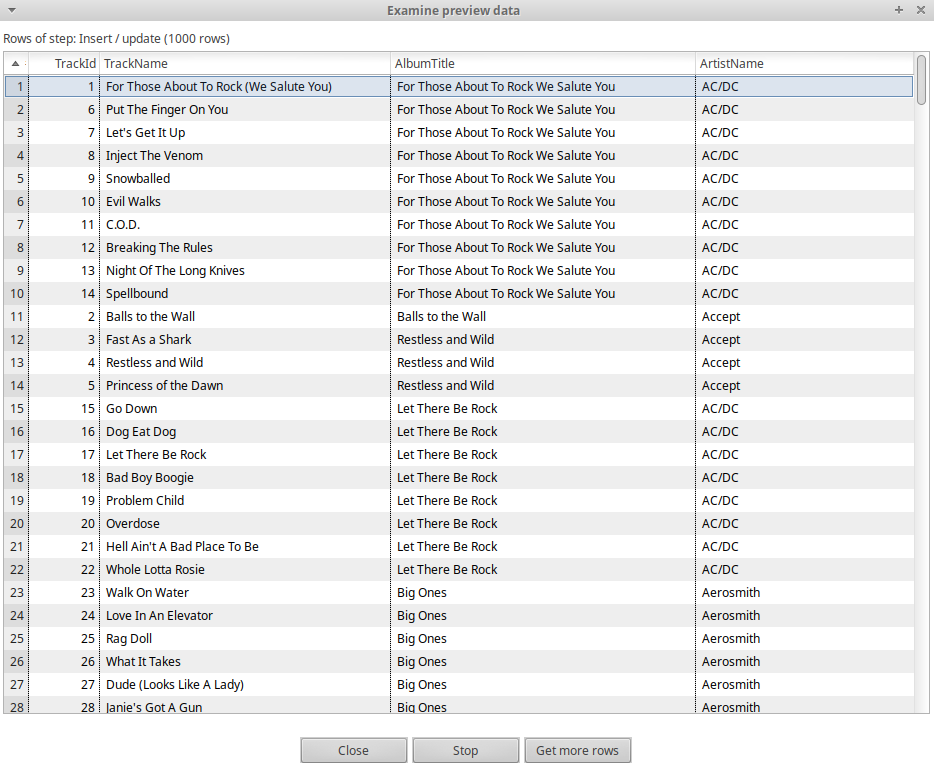 Examine preview data
Rows of step: Insert / update (1000 rows)
TrackId TrackName AlbumTitle ArtistName
1 1 For Those About To Rock (We Salute You) For Those About To Rock We Salute You AC/DC
2 6 Put The Finger On You For Those About To Rock We Salute You AC/DC
3 7 Let's Get It Up For Those About To Rock We Salute You AC/DC
4 8 Inject The Venom For Those About To Rock We Salute You AC/DC
5 9 Snowballed For Those About To Rock We Salute You AC/DC
6 10 Evil Walks For Those About To Rock We Salute You AC/DC
7 11 C.O.D. For Those About To Rock We Salute You AC/DC
8 12 Breaking The Rules For Those About To Rock We Salute You AC/DC
9 13 Night Of The Long Knives For Those About To Rock We Salute You AC/DC
10 14 Spellbound For Those About To Rock We Salute You AC/DC
11 2 Balls to the Wall Balls to the Wall Accept
12 3 Fast As a Shark Restless and Wild Accept
13 4 Restless and Wild Restless and Wild Accept
14 5 Princess of the Dawn Restless and Wild Accept
15 15 Go Down Let There Be Rock AC/DC
16 16 Dog Eat Dog Let There Be Rock AC/DC
17 17 Let There Be Rock Let There Be Rock AC/DC
18 18 Bad Boy Boogie Let There Be Rock AC/DC
19 19 Problem Child Let There Be Rock AC/DC
20 20 Overdose Let There Be Rock AC/DC
21 21 Hell Ain't A Bad Place To Be Let There Be Rock AC/DC
22 22 Whole Lotta Rosie Let There Be Rock AC/DC
23 23 Walk On Water Big Ones Aerosmith
24 24 Love In An Elevator Big Ones Aerosmith
25 25 Rag Doll Big Ones Aerosmith
26 26 What It Takes Big Ones Aerosmith
27 27 Dude (Looks Like A Lady) Big Ones Aerosmith
28 28 Janie's Got A Gun Big Ones Aerosmith
Close Stop Get more rows